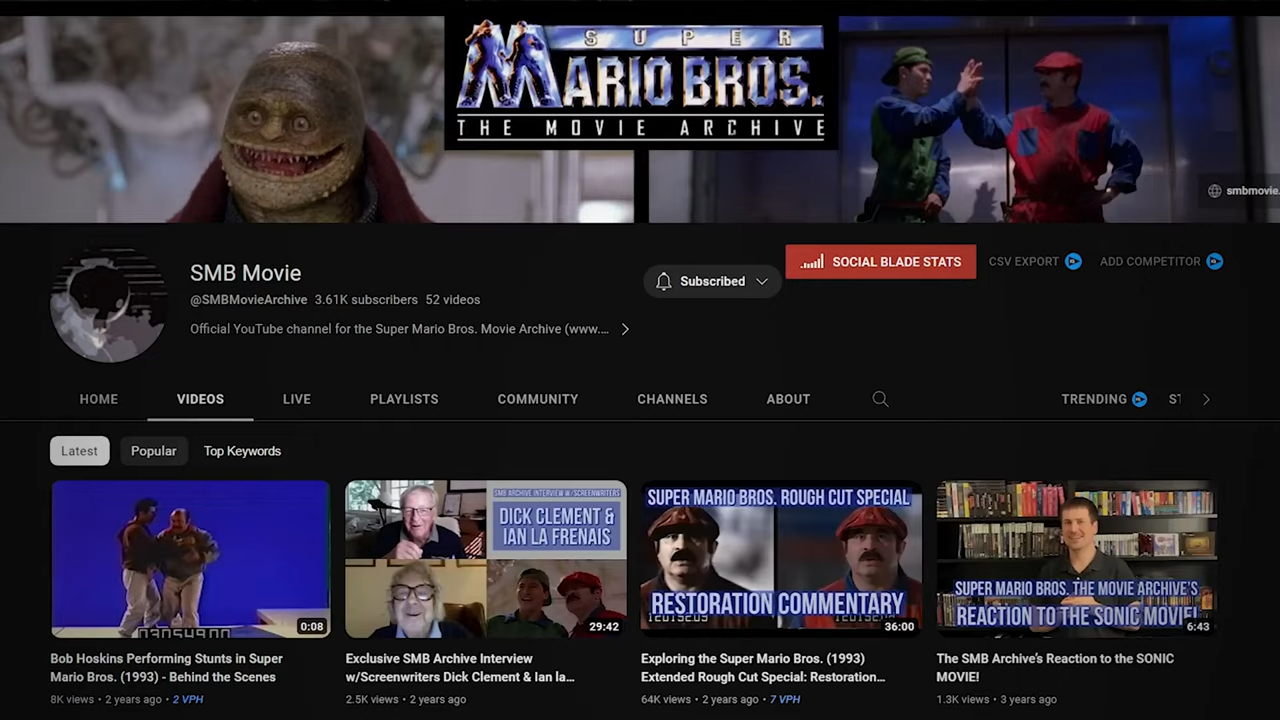 SUPER
MARIO BROS.
THE MOVIE ARCHIVE
smbmovie.
SMB Movie
@SMBMovieArchive 3.61K subscribers 52 videos
Official YouTube channel for the Super Mario Bros. Movie Archive (www....
Subscribed
SOCIAL BLADE STATS
CSV EXPORT
ADD COMPETITOR
HOME VIDEOS LIVE PLAYLISTS COMMUNITY CHANNELS ABOUT TRENDING ST
Latest Popular Top Keywords
0:08
SMB ARCHIVE INTERVIEW W/SCREENWRITERS
DICK CLEMENT &
IAN LA FRENAIS
29:42
SUPER MARIO BROS. ROUGH CUT SPECIAL
RESTORATION COMMENTARY
36:00
SUPER MARIO BROS. THE MOVIE ARCHIVE'S
REACTION TO THE SONIC MOVIE!
6:43
Bob Hoskins Performing Stunts in Super
Mario Bros. (1993) - Behind the Scenes
8K views • 2 years ago • 2 VPH
Exclusive SMB Archive Interview
w/Screenwriters Dick Clement & Ian la...
2.5K views • 2 years ago
Exploring the Super Mario Bros. (1993)
Extended Rough Cut Special: Restoration...
64K views • 2 years ago • 7 VPH
The SMB Archive's Reaction to the SONIC
MOVIE!
1.3K views • 3 years ago